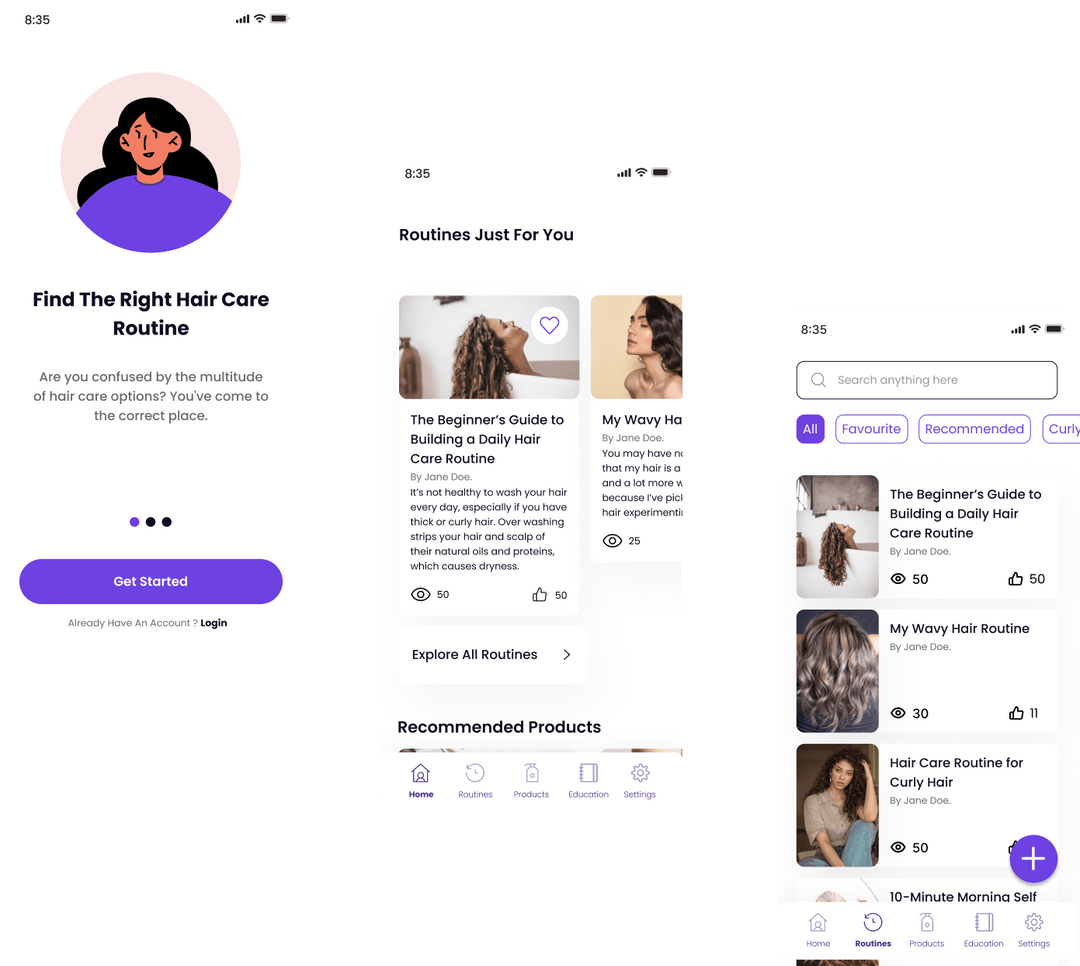 8:35
Find The Right Hair Care
Routine
Are you confused by the multitude
of hair care options? You've come to
the correct place.
Get Started
Already Have An Account ? Login
8:35
Routines Just For You
The Beginner's Guide to
Building a Daily Hair
Care Routine
By Jane Doe.
It's not healthy to wash your hair
every day, especially if you have
thick or curly hair. Over washing
strips your hair and scalp of
their natural oils and proteins,
which causes dryness.
50
50
My Wavy Ha
By Jane Doe.
You may have
that my hair is a
and a lot more
because I've
hair
25
Explore All Routines
Recommended Products
Home
Routines
Products
Education
Settings
8:35
Search anything here
All
Favourite
Recommended
Curly
The Beginner's Guide to
Building a Daily Hair
Care Routine
By Jane Doe.
50
50
My Wavy Hair Routine
By Jane Doe.
30
11
Hair Care Routine for
Curly Hair
By Jane Doe.
50
10-Minute Morning Self
Home
Routines
Products
Education
Settings